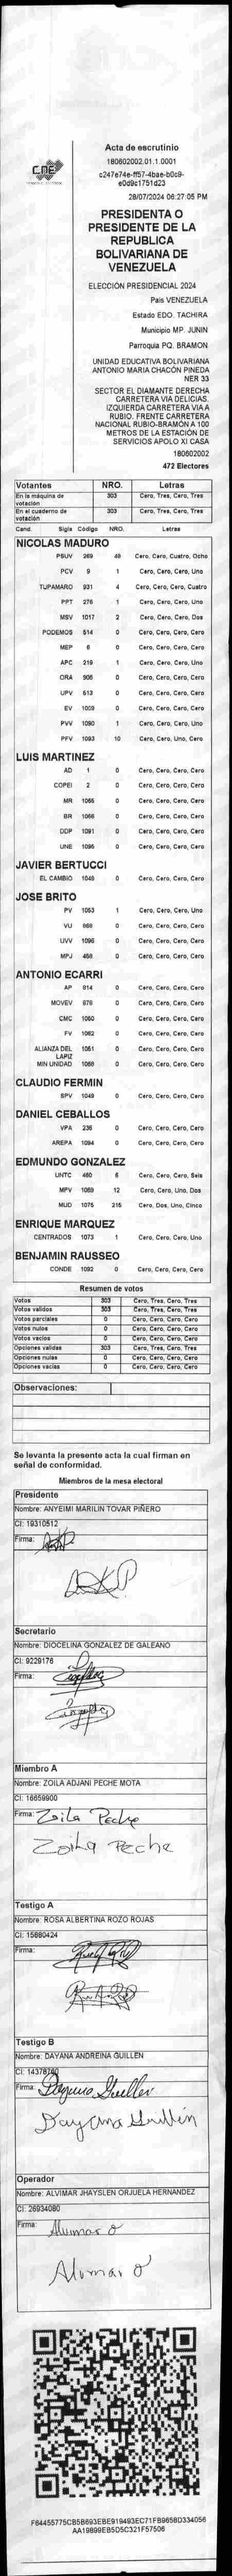 CNE
Acta de escrutinio
180602002.01.1.0001
c247e74e-ff57-4bae-b0c9-
e0d9c1751d23
28/07/2024 06:27:05 PM
PRESIDENTA O
PRESIDENTE DE LA
REPUBLICA
BOLIVARIANA DE
VENEZUELA
ELECCIÓN PRESIDENCIAL 2024
Pais VENEZUELA
Estado EDO. TACHIRA
Municipio MP. JUNIN
Parroquia PQ. BRAMON
UNIDAD EDUCATIVA BOLIVARIANA
ANTONIO MARIA CHACÓN PINEDA
NER 33
SECTOR EL DIAMANTE DERECHA
CARRETERA VIA DELICIAS.
IZQUIERDA CARRETERA VIA A
RUBIO. FRENTE CARRETERA
NACIONAL RUBIO-BRAMÓN A 100
METROS DE LA ESTACIÓN DE
SERVICIOS APOLO XI CASA
180602002
472 Electores
Votantes NRO. Letras
En la máquina de votación 303 Cero, Tres, Cero, Tres
En el cuaderno de votación 303 Cero, Tres, Cero, Tres
Cand. Sigla Código NRO. Letras
NICOLAS MADURO
PSUV 269 48 Cero, Cero, Cuatro, Ocho
PCV 9 1 Cero, Cero, Cero, Uno
TUPAMARO 931 4 Cero, Cero, Cero, Cuatro
PPT 276 1 Cero, Cero, Cero, Uno
MSV 1017 2 Cero, Cero, Cero, Dos
PODEMOS 514 0 Cero, Cero, Cero, Cero
MEP 6 0 Cero, Cero, Cero, Cero
APC 219 1 Cero, Cero, Cero, Uno
ORA 905 0 Cero, Cero, Cero, Cero
UPV 513 0 Cero, Cero, Cero, Cero
EV 1009 0 Cero, Cero, Cero, Cero
PVV 1090 1 Cero, Cero, Cero, Uno
PFV 1093 10 Cero, Cero, Uno, Cero
LUIS MARTINEZ
AD 1 0 Cero, Cero, Cero, Cero
COPEI 2 0 Cero, Cero, Cero, Cero
MR 1065 0 Cero, Cero, Cero, Cero
BR 1066 0 Cero, Cero, Cero, Cero
DDP 1091 0 Cero, Cero, Cero, Cero
UNE 1095 0 Cero, Cero, Cero, Cero
JAVIER BERTUCCI
EL CAMBIO 1048 0 Cero, Cero, Cero, Cero
JOSE BRITO
PV 1053 1 Cero, Cero, Cero, Uno
VU 868 0 Cero, Cero, Cero, Cero
UVV 1096 0 Cero, Cero, Cero, Cero
MPJ 458 0 Cero, Cero, Cero, Cero
ANTONIO ECARRI
AP 814 0 Cero, Cero, Cero, Cero
MOVEV 878 0 Cero, Cero, Cero, Cero
CMC 1050 0 Cero, Cero, Cero, Cero
FV 1062 0 Cero, Cero, Cero, Cero
ALIANZA DEL LAPIZ 1051 0 Cero, Cero, Cero, Cero
MIN UNIDAD 1058 0 Cero, Cero, Cero, Cero
CLAUDIO FERMIN
SPV 1049 0 Cero, Cero, Cero, Cero
DANIEL CEBALLOS
VPA 236 0 Cero, Cero, Cero, Cero
AREPA 1094 0 Cero, Cero, Cero, Cero
EDMUNDO GONZALEZ
UNTC 460 6 Cero, Cero, Cero, Seis
MPV 1069 12 Cero, Cero, Uno, Dos
MUD 1075 215 Cero, Dos, Uno, Cinco
ENRIQUE MARQUEZ
CENTRADOS 1073 1 Cero, Cero, Cero, Uno
BENJAMIN RAUSSEO
CONDE 1092 0 Cero, Cero, Cero, Cero
Resumen de votos
Votos 303 Cero, Tres, Cero, Tres
Votos validos 303 Cero, Tres, Cero, Tres
Votos parciales 0 Cero, Cero, Cero, Cero
Votos nulos 0 Cero, Cero, Cero, Cero
Votos vacios 0 Cero, Cero, Cero, Cero
Opciones validas 303 Cero, Tres, Cero, Tres
Opciones nulas 0 Cero, Cero, Cero, Cero
Opciones vacias 0 Cero, Cero, Cero, Cero
Observaciones:
Se levanta la presente acta la cual firman en
señal de conformidad.
Miembros de la mesa electoral
Presidente
Nombre: ANYEIMI MARILIN TOVAR PIÑERO
CI: 19310512
Firma:
Secretario
Nombre: DIOCELINA GONZALEZ DE GALEANO
CI: 9229176
Firma:
Miembro A
Nombre: ZOILA ADJANI PECHE MOTA
CI: 16659900
Firma: Zoila Peche
Zoila Peche
Testigo A
Nombre: ROSA ALBERTINA ROZO ROJAS
CI: 15880424
Firma:
Testigo B
Nombre: DAYANA ANDREINA GUILLEN
CI: 14378740
Firma: Dayana Guillen
Dayana Guillén
Operador
Nombre: ALVIMAR JHAYSLEN ORJUELA HERNANDEZ
CI: 26934080
Firma: Alvimar O
Alvimar O
F64455775CB5B693EBE919493EC71FB9658D334056
AA19899EB5D5C321F57506